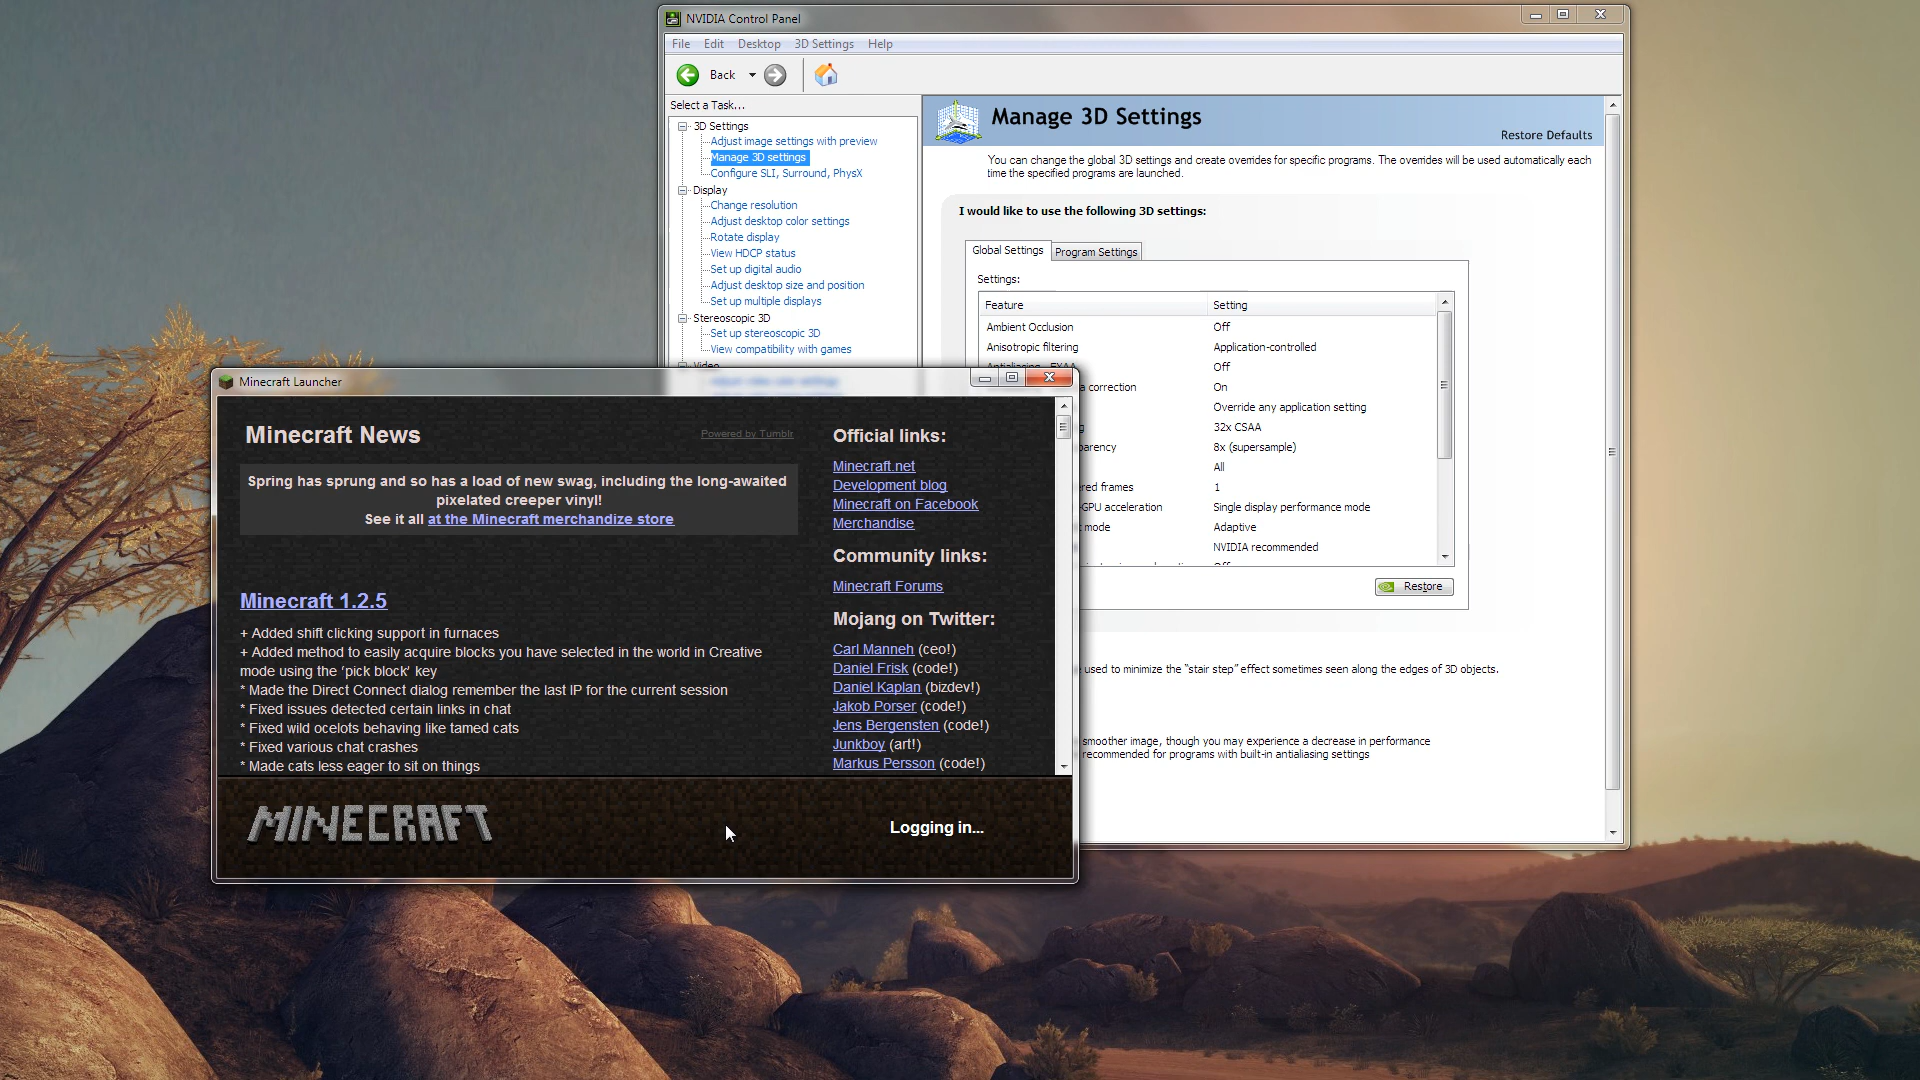 NVIDIA Control Panel
File Edit Desktop 3D Settings Help
Back
Select a Task...
3D Settings
Adjust image settings with preview
Manage 3D settings
Configure SLI, Surround, PhysX
Display
Change resolution
Adjust desktop color settings
Rotate display
View HDCP status
Set up digital audio
Adjust desktop size and position
Set up multiple displays
Stereoscopic 3D
Set up stereoscopic 3D
View compatibility with games
Video
Manage 3D Settings
Restore Defaults
You can change the global 3D settings and create overrides for specific programs. The overrides will be used automatically each
time the specified programs are launched.
I would like to use the following 3D settings:
Global Settings Program Settings
Settings:
Feature Setting
Ambient Occlusion Off
Anisotropic filtering Application-controlled
Antialiasing - FXAA Off
a correction On
Override any application setting
g 32x CSAA
parency 8x (supersample)
All
red frames 1
-GPU acceleration Single display performance mode
t mode Adaptive
NVIDIA recommended
Off
Restore
used to minimize the "stair step" effect sometimes seen along the edges of 3D objects.
smoother image, though you may experience a decrease in performance
recommended for programs with built-in antialiasing settings
Minecraft Launcher
Minecraft News
Powered by Tumblr
Spring has sprung and so has a load of new swag, including the long-awaited
pixelated creeper vinyl!
See it all at the Minecraft merchandize store
Minecraft 1.2.5
+ Added shift clicking support in furnaces
+ Added method to easily acquire blocks you have selected in the world in Creative
mode using the 'pick block' key
* Made the Direct Connect dialog remember the last IP for the current session
* Fixed issues detected certain links in chat
* Fixed wild ocelots behaving like tamed cats
* Fixed various chat crashes
* Made cats less eager to sit on things
Official links:
Minecraft.net
Development blog
Minecraft on Facebook
Merchandise
Community links:
Minecraft Forums
Mojang on Twitter:
Carl Manneh (ceo!)
Daniel Frisk (code!)
Daniel Kaplan (bizdev!)
Jakob Porser (code!)
Jens Bergensten (code!)
Junkboy (art!)
Markus Persson (code!)
MINECRAFT
Logging in...